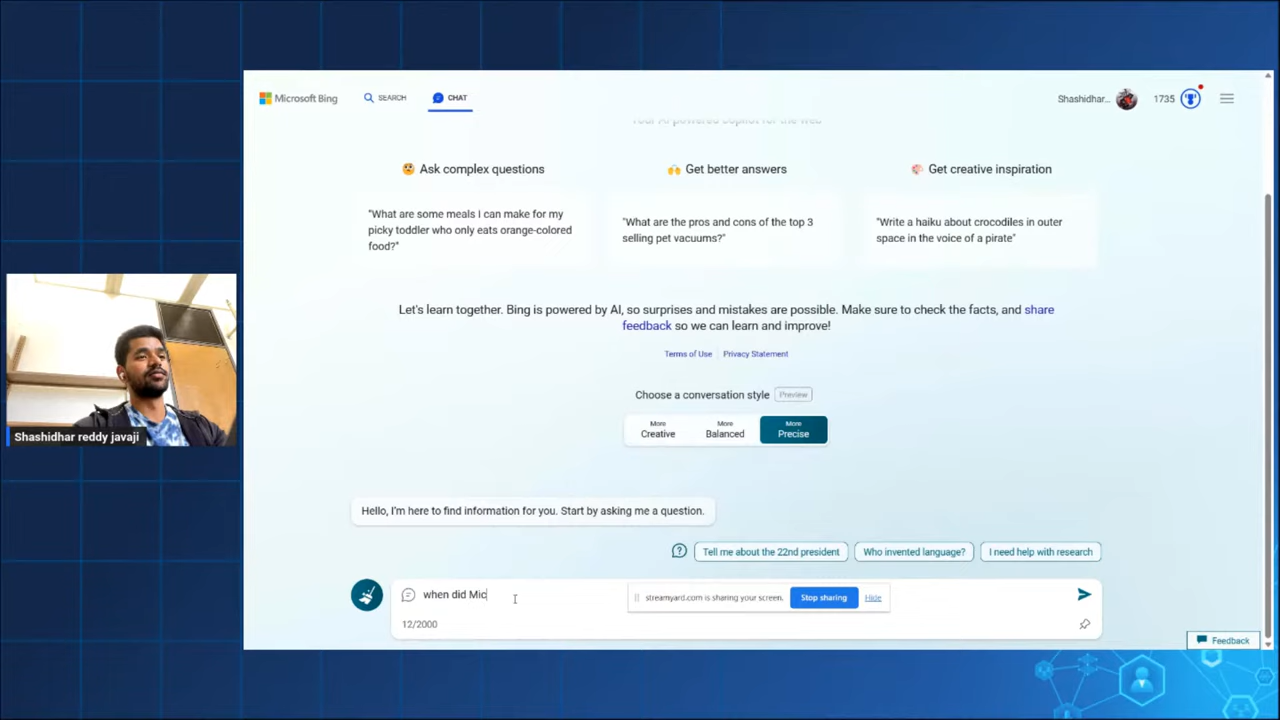 Microsoft Bing
SEARCH
CHAT
Shashidhar...
1735
Your AI powered copilot for the web
Ask complex questions
Get better answers
Get creative inspiration
"What are some meals I can make for my
picky toddler who only eats orange-colored
food?"
"What are the pros and cons of the top 3
selling pet vacuums?"
"Write a haiku about crocodiles in outer
space in the voice of a pirate"
Let's learn together. Bing is powered by AI, so surprises and mistakes are possible. Make sure to check the facts, and share
feedback so we can learn and improve!
Terms of Use
Privacy Statement
Choose a conversation style
Preview
More
Creative
More
Balanced
More
Precise
Shashidhar reddy javaji
Hello, I'm here to find information for you. Start by asking me a question.
Tell me about the 22nd president
Who invented language?
I need help with research
when did Mic
streamyard.com is sharing your screen.
Stop sharing
Hide
12/2000
Feedback